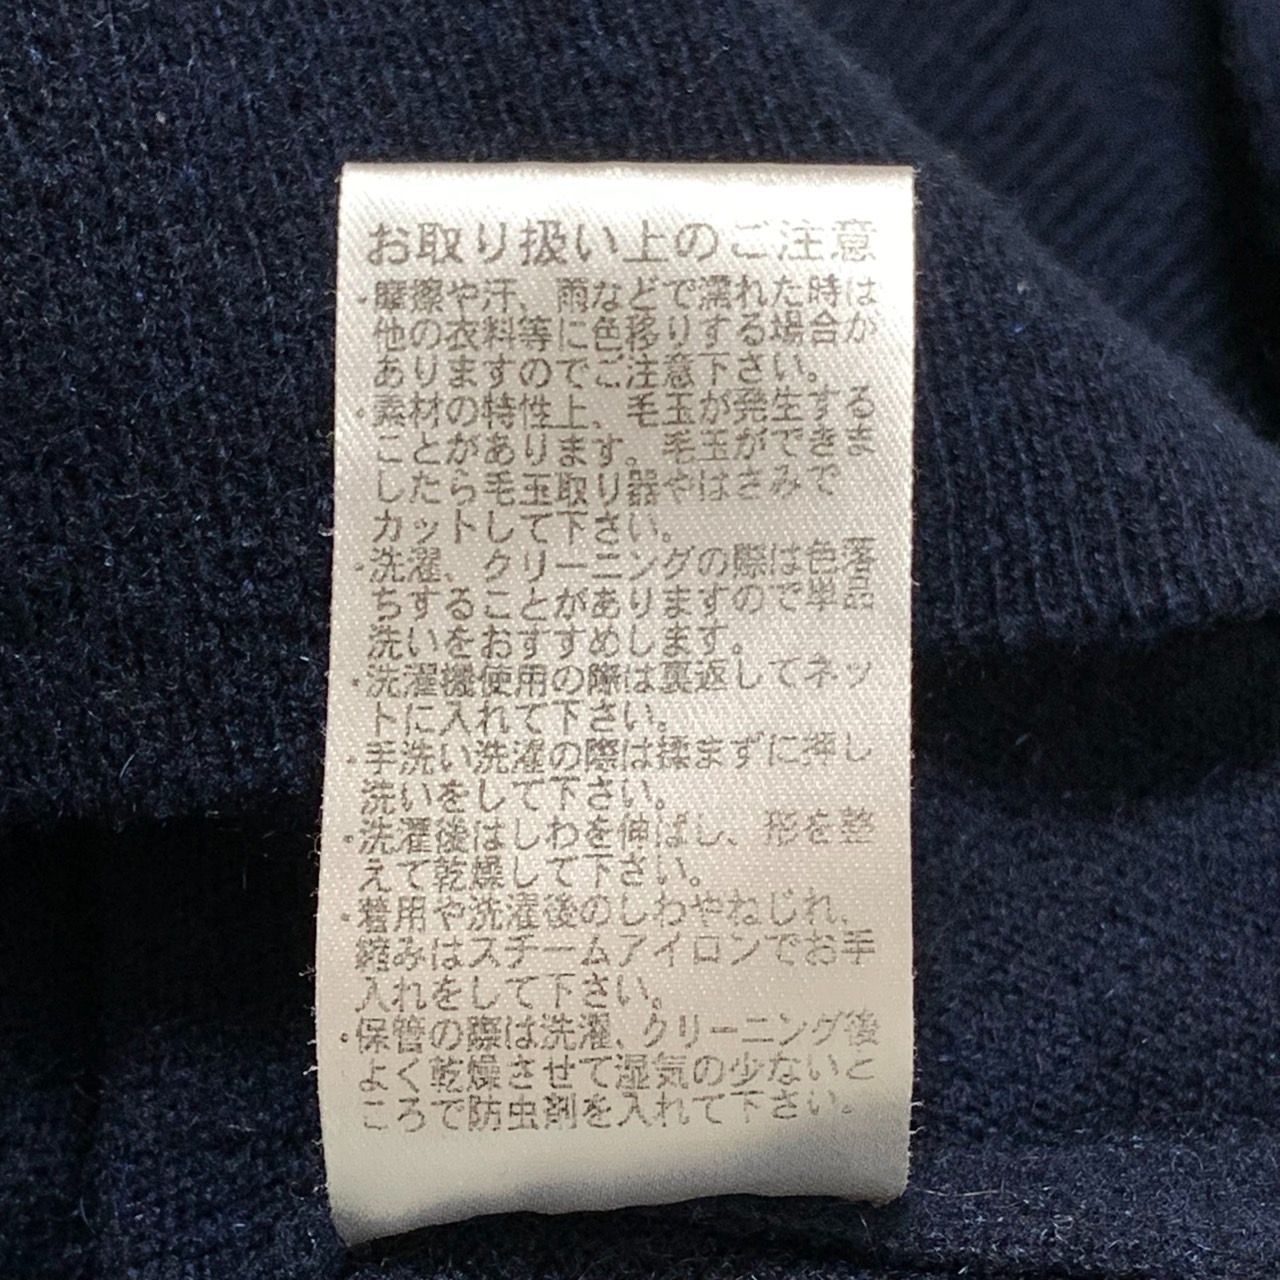 お取り扱い上のご注意
・摩擦や汗、雨などで濡れた時は
他の衣料等に色移りする場合が
ありますのでご注意下さい。
・素材の特性上、毛玉が発生する
ことがあります。毛玉ができま
したら毛玉取り器やはさみで
カットして下さい。
・洗濯、クリーニングの際は色落
ちすることがありますので単品
洗いをおすすめします。
・洗濯機使用の際は裏返してネッ
トに入れて下さい。
・手洗い洗濯の際は揉まずに押し
洗いをして下さい。
・洗濯後はしわを伸ばし、形を整
えて乾燥して下さい。
・着用や洗濯後のしわやねじれ、
縮みはスチームアイロンでお手
入れをして下さい。
・保管の際は洗濯、クリーニング後
よく乾燥させて湿気の少ないと
ころで防虫剤を入れて下さい。